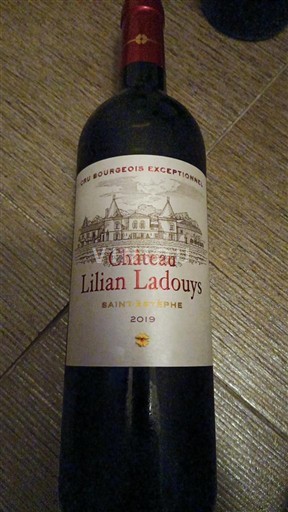 CRU BOURGEOIS EXCEPTIONNEL
Château
Lilian Ladouys
SAINT-ESTÈPHE
2019